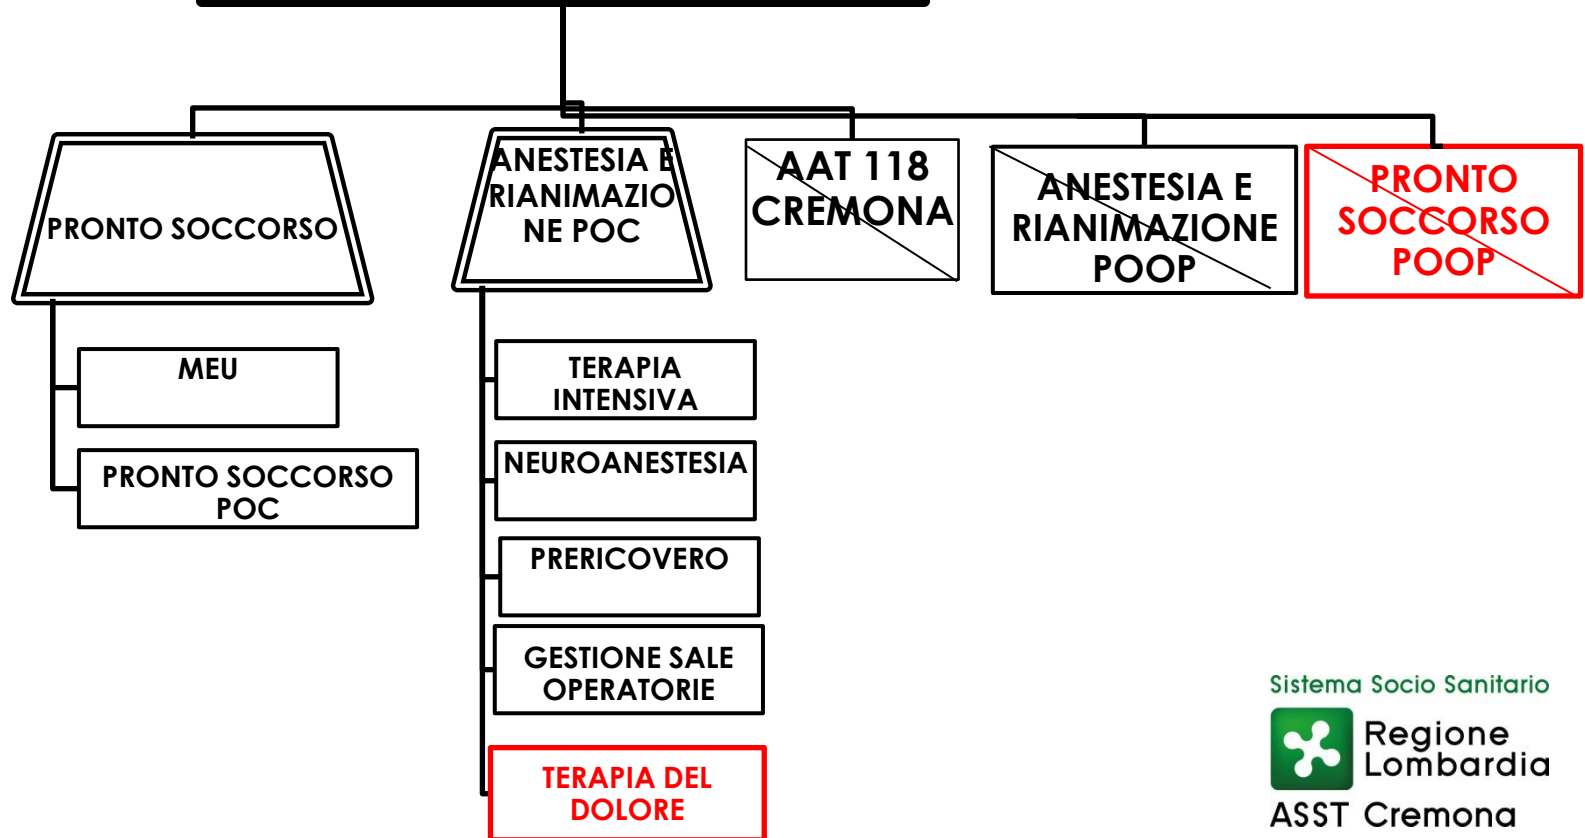 PRONTO SOCCORSO
ANESTESIA E
RIANIMAZIO
NE POC
AAT 118
CREMONA
ANESTESIA E
RIANIMAZIONE
POOP
PRONTO
SOCCORSO
POOP
MEU
PRONTO SOCCORSO
POC
TERAPIA
INTENSIVA
NEUROANESTESIA
PRERICOVERO
GESTIONE SALE
OPERATORIE
TERAPIA DEL
DOLORE
Sistema Socio Sanitario
Regione
Lombardia
ASST Cremona